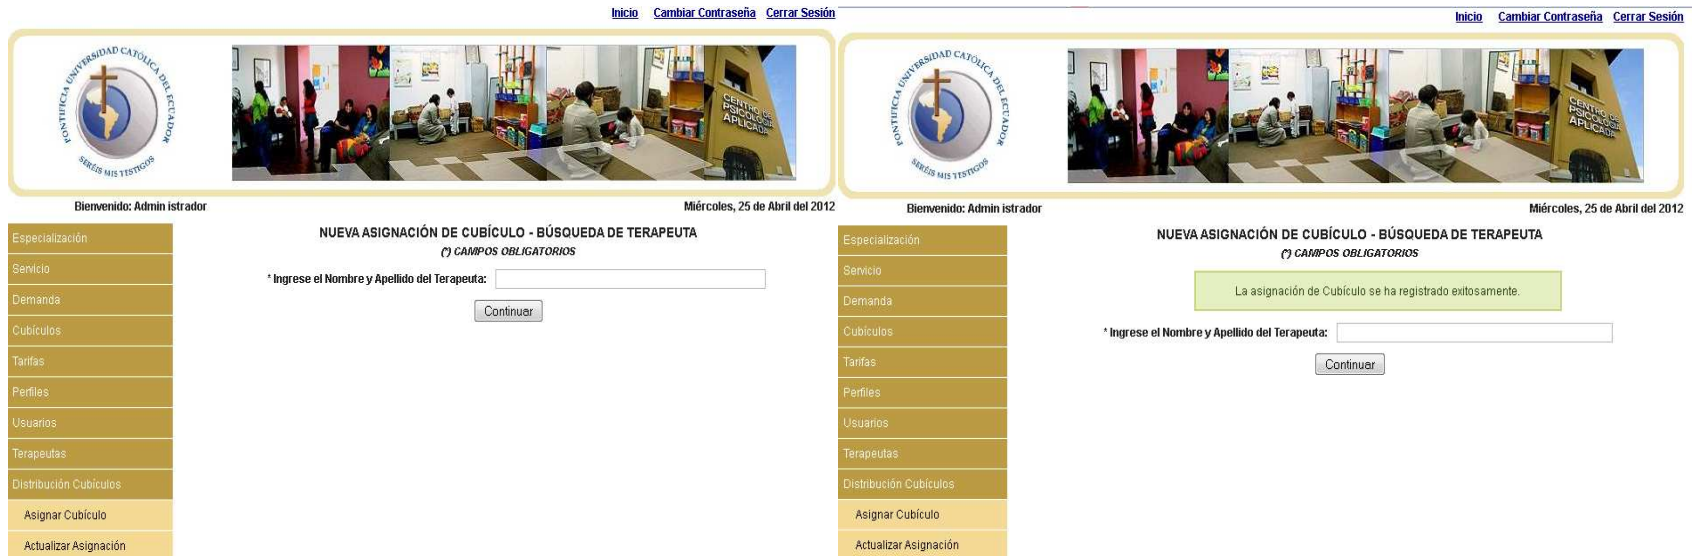 Inicio Cambiar Contraseña Cerrar Sesión
PONTIFICIA UNIVERSIDAD CATÓLICA DEL ECUADOR
SERÉIS MIS TESTIGOS
CENTRO DE
PSICOLOGIA
APLICADA
Bienvenido: Admin istrador
Miércoles, 25 de Abril del 2012
Especialización
Servicio
Demanda
Cubículos
Tarifas
Perfiles
Usuarios
Terapeutas
Distribución Cubículos
Asignar Cubículo
Actualizar Asignación
NUEVA ASIGNACIÓN DE CUBÍCULO - BÚSQUEDA DE TERAPEUTA
(*) CAMPOS OBLIGATORIOS
* Ingrese el Nombre y Apellido del Terapeuta:
Continuar
Inicio Cambiar Contraseña Cerrar Sesión
PONTIFICIA UNIVERSIDAD CATÓLICA DEL ECUADOR
SERÉIS MIS TESTIGOS
CENTRO DE
PSICOLOGIA
APLICADA
Bienvenido: Admin istrador
Miércoles, 25 de Abril del 2012
Especialización
Servicio
Demanda
Cubículos
Tarifas
Perfiles
Usuarios
Terapeutas
Distribución Cubículos
Asignar Cubículo
Actualizar Asignación
NUEVA ASIGNACIÓN DE CUBÍCULO - BÚSQUEDA DE TERAPEUTA
(*) CAMPOS OBLIGATORIOS
La asignación de Cubículo se ha registrado exitosamente.
* Ingrese el Nombre y Apellido del Terapeuta:
Continuar